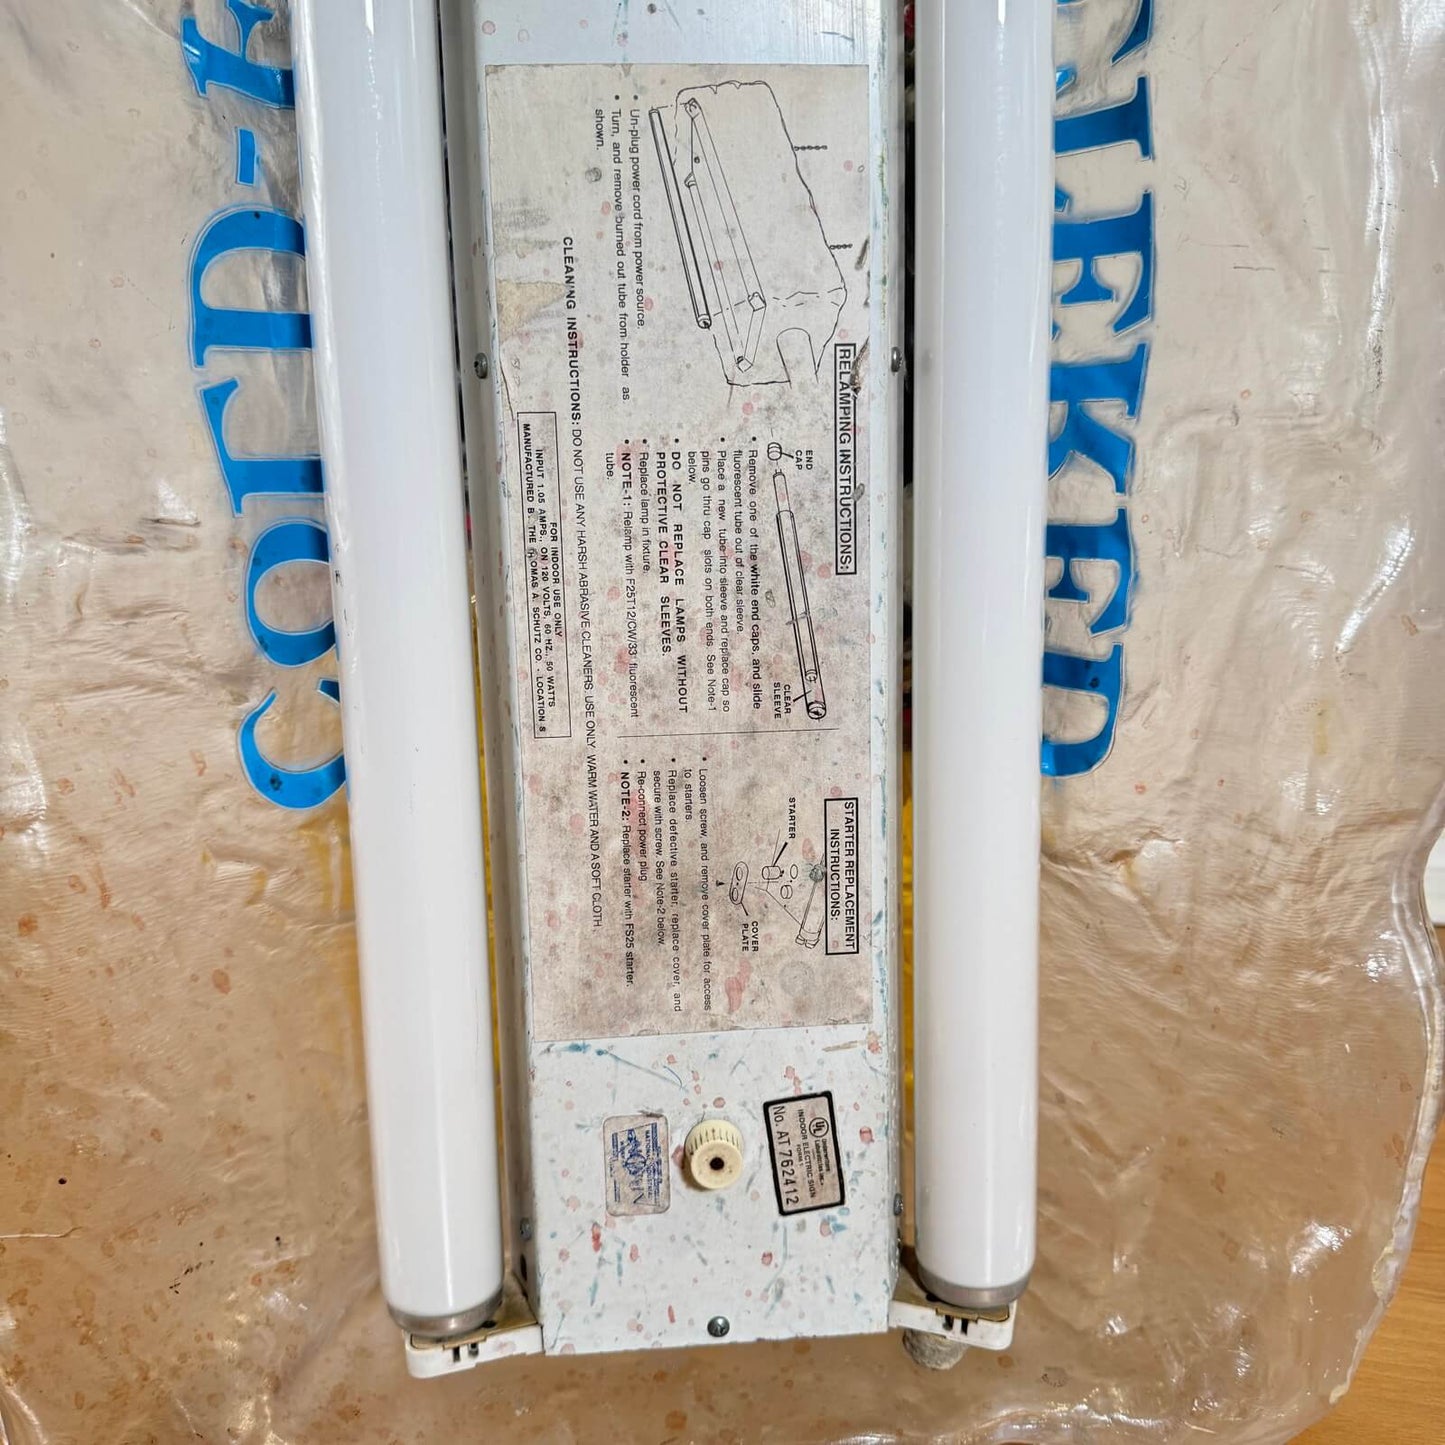 COLD-F
FILTERED
RELAMPING INSTRUCTIONS:
• Un-plug power cord from power source.
• Turn, and remove burned out tube from holder as
shown.
END
CAP
CLEAR
SLEEVE
• Remove one of the white end caps, and slide
fluorescent tube out of clear sleeve.
• Place a new tube into sleeve and replace cap so
pins go thru cap slots on both ends. See Note-1
below.
• DO NOT REPLACE LAMPS WITHOUT
PROTECTIVE CLEAR SLEEVES.
• Replace lamp in fixture.
• NOTE-1: Relamp with F25T12/CW/33 fluorescent
tube.
STARTER REPLACEMENT
INSTRUCTIONS:
STARTER
COVER
PLATE
• Loosen screw, and remove cover plate for access
to starters.
• Replace defective starter, replace cover, and
secure with screw. See Note-2 below.
• Re-connect power plug.
• NOTE-2: Replace starter with FS25 starter.
CLEANING INSTRUCTIONS: DO NOT USE ANY HARSH ABRASIVE CLEANERS. USE ONLY WARM WATER AND A SOFT CLOTH.
FOR INDOOR USE ONLY
INPUT 1.05 AMPS., ON 120 VOLTS, 60 HZ., 50 WATTS
MANUFACTURED B. THE THOMAS A. SCHUTZ CO. - LOCATION 8
UL
Underwriters
Laboratories Inc.
INDOOR ELECTRIC SIGN
No. AT 762412
NATIONAL